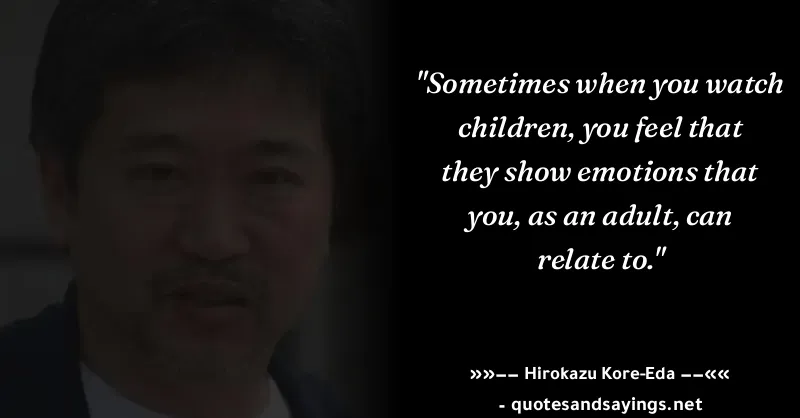 "Sometimes when you watch
children, you feel that
they show emotions that
you, as an adult, can
relate to."
»»−− Hirokazu Kore-Eda −−««
- quotesandsayings.net